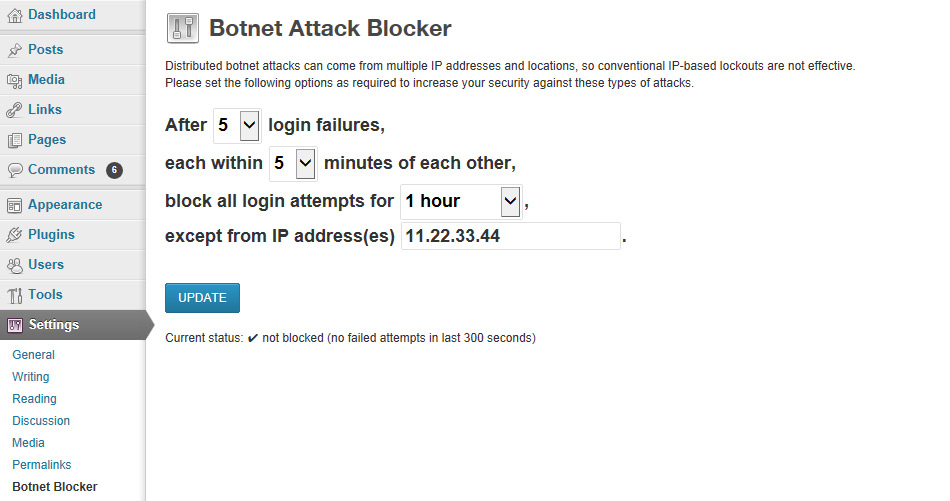 Dashboard
Posts
Media
Links
Pages
Comments 6
Appearance
Plugins
Users
Tools
Settings
General
Writing
Reading
Discussion
Media
Permalinks
Botnet Blocker
Botnet Attack Blocker
Distributed botnet attacks can come from multiple IP addresses and locations, so conventional IP-based lockouts are not effective.
Please set the following options as required to increase your security against these types of attacks.
After 5 login failures,
each within 5 minutes of each other,
block all login attempts for 1 hour ,
except from IP address(es) 11.22.33.44 .
UPDATE
Current status: ✔ not blocked (no failed attempts in last 300 seconds)